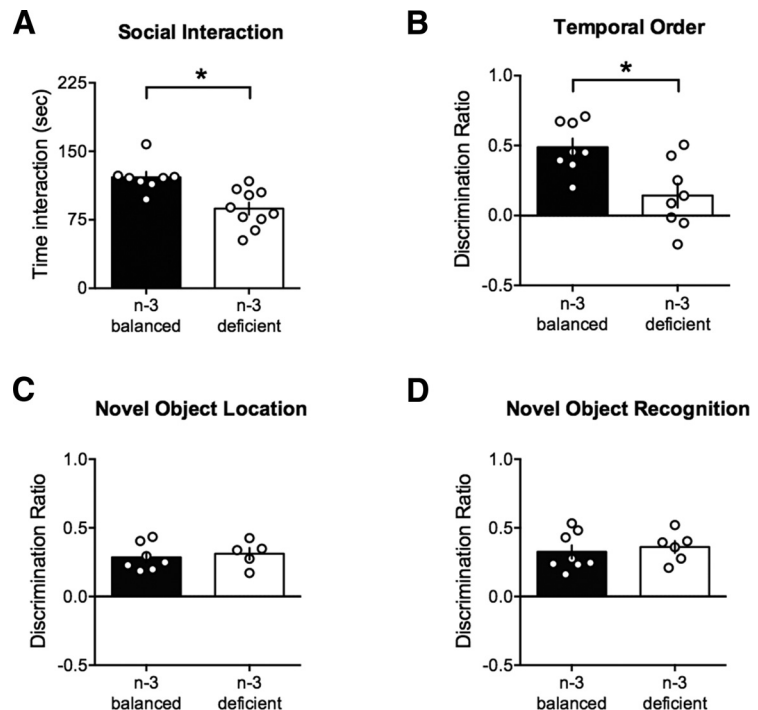 A
Social Interaction
*
225
150
75
0
Time interaction (sec)
n-3
balanced
n-3
deficient
B
Temporal Order
*
1.0
0.5
0.0
-0.5
Discrimination Ratio
n-3
balanced
n-3
deficient
C
Novel Object Location
1.0
0.5
0.0
-0.5
Discrimination Ratio
n-3
balanced
n-3
deficient
D
Novel Object Recognition
1.0
0.5
0.0
-0.5
Discrimination Ratio
n-3
balanced
n-3
deficient